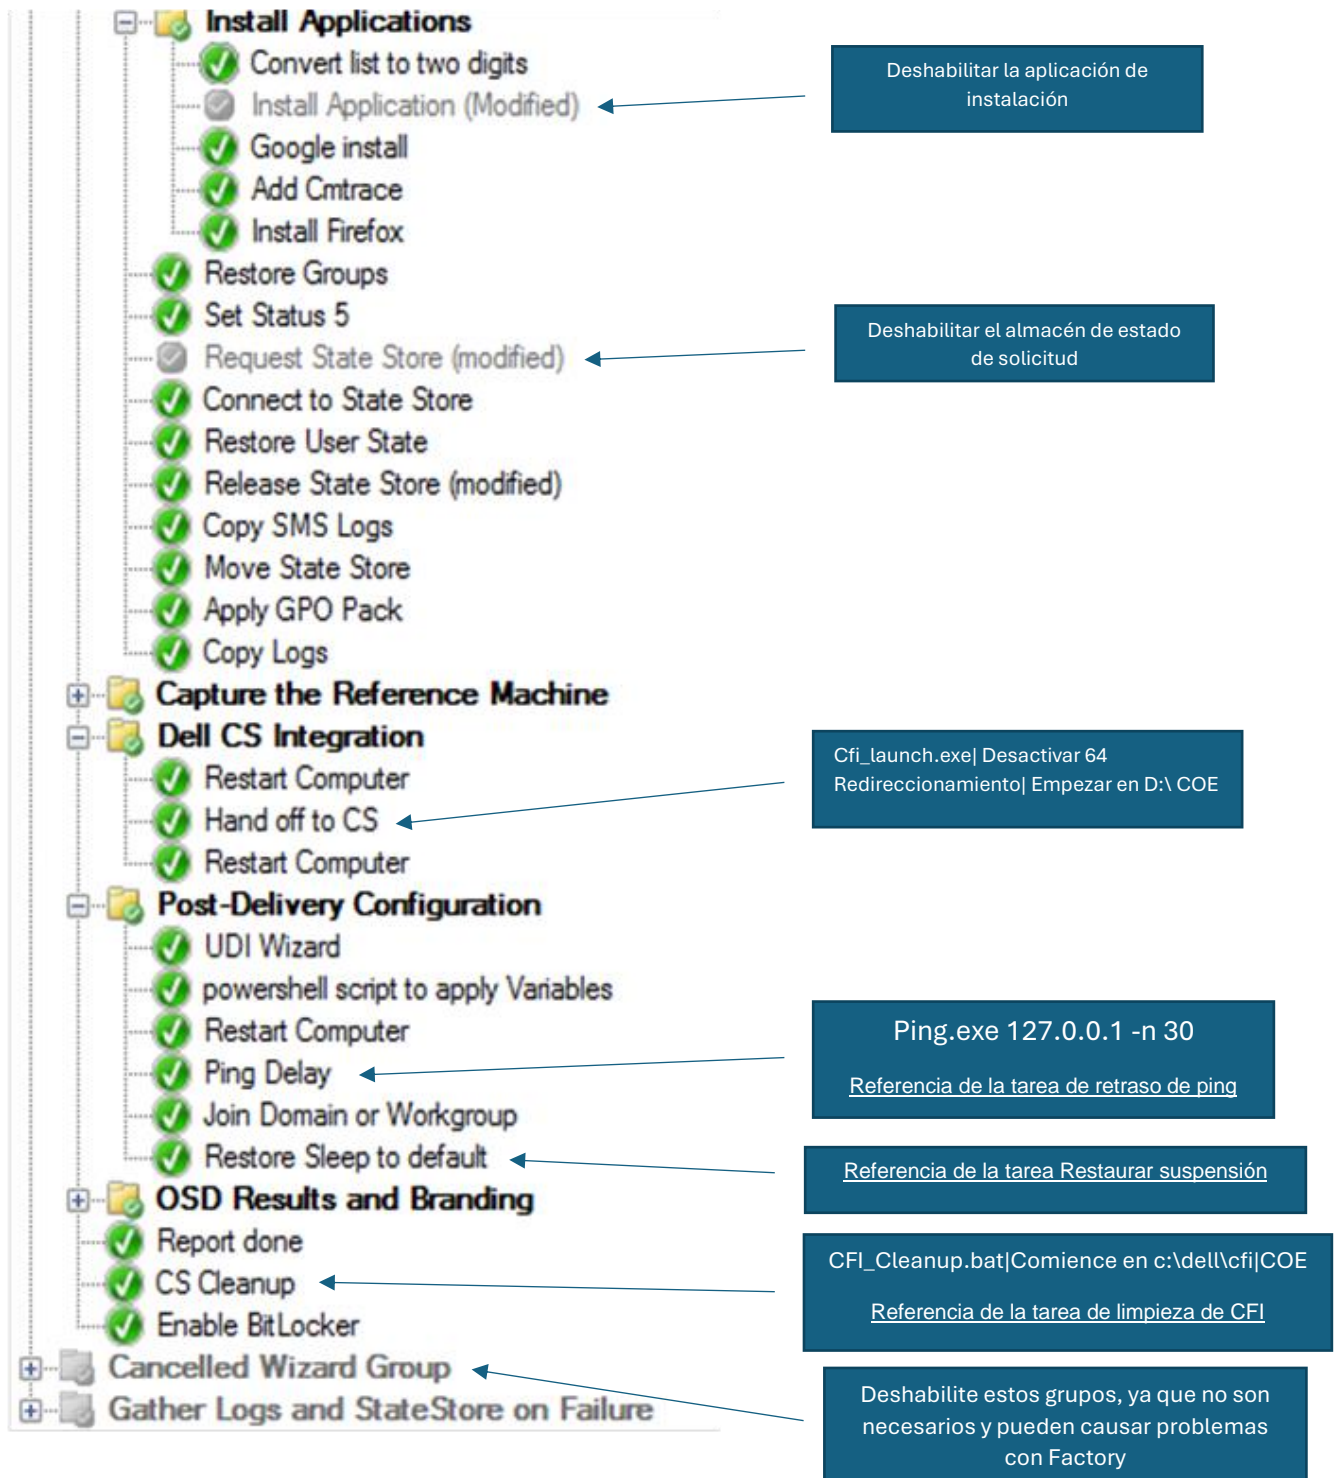 Install Applications
Convert list to two digits
Install Application (Modified)
Google install
Add Cmtrace
Install Firefox
Restore Groups
Set Status 5
Request State Store (modified)
Connect to State Store
Restore User State
Release State Store (modified)
Copy SMS Logs
Move State Store
Apply GPO Pack
Copy Logs
Capture the Reference Machine
Dell CS Integration
Restart Computer
Hand off to CS
Restart Computer
Post-Delivery Configuration
UDI Wizard
powershell script to apply Variables
Restart Computer
Ping Delay
Join Domain or Workgroup
Restore Sleep to default
OSD Results and Branding
Report done
CS Cleanup
Enable BitLocker
Cancelled Wizard Group
Gather Logs and StateStore on Failure
Deshabilitar la aplicación de
instalación
Deshabilitar el almacén de estado
de solicitud
Cfi_launch.exe| Desactivar 64
Redireccionamiento| Empezar en D:\ COE
Ping.exe 127.0.0.1 -n 30
Referencia de la tarea de retraso de ping
Referencia de la tarea Restaurar suspensión
CFI_Cleanup.bat|Comience en c:\dell\cfi|COE
Referencia de la tarea de limpieza de CFI
Deshabilite estos grupos, ya que no son
necesarios y pueden causar problemas
con Factory